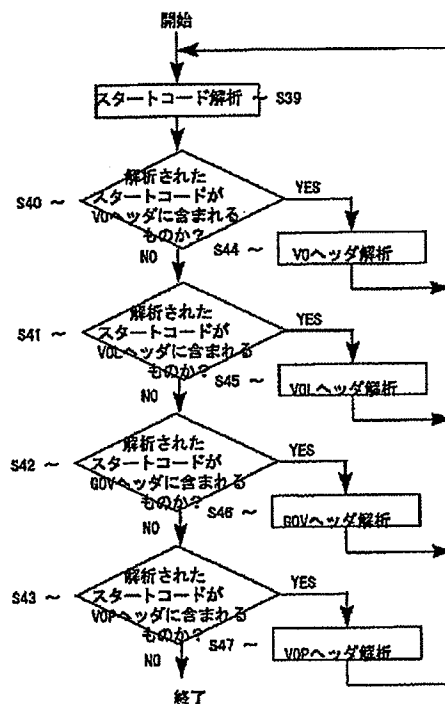 開始
スタートコード解析 ~ S39
解析された
スタートコードが
VOヘッダに含まれる
ものか?
S40 ~
YES
NO
S44 ~
VOヘッダ解析
解析された
スタートコードが
VOLヘッダに含まれる
ものか?
S41 ~
YES
NO
S45 ~
VOLヘッダ解析
解析された
スタートコードが
GOVヘッダに含まれる
ものか?
S42 ~
YES
NO
S46 ~
GOVヘッダ解析
解析された
スタートコードが
VOPヘッダに含まれる
ものか?
S43 ~
YES
NO
S47 ~
VOPヘッダ解析
終了